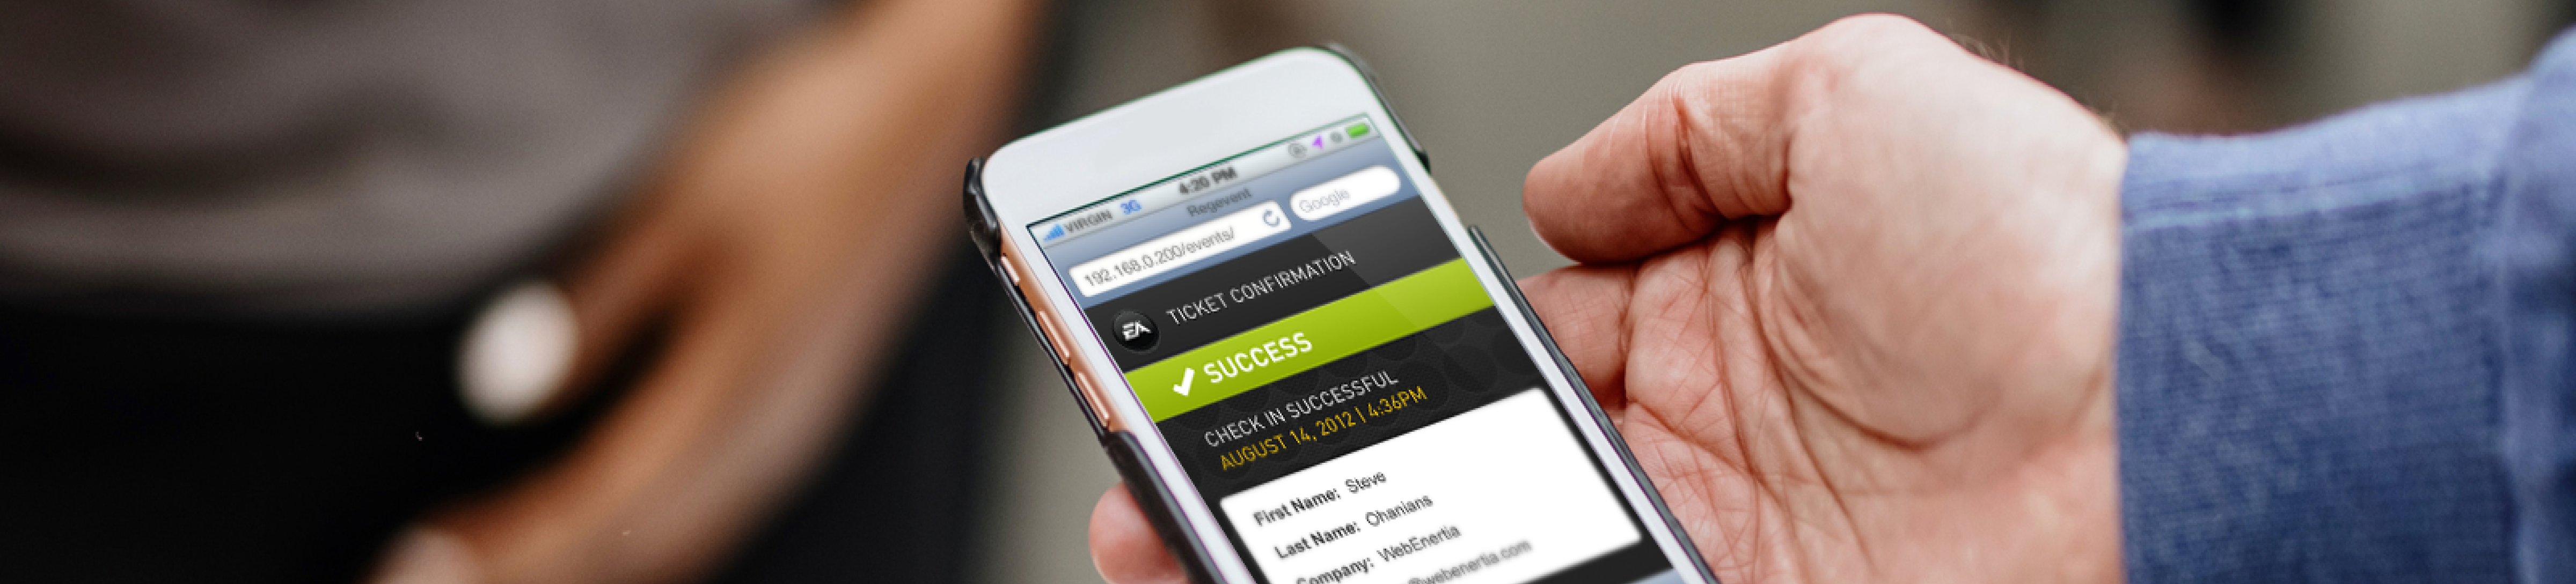 VIRGIN 3G 4:20 PM
Regevent
192.168.0.200/events/ Google
EA TICKET CONFIRMATION
SUCCESS
CHECK IN SUCCESSFUL
AUGUST 14, 2012 | 4:36PM
First Name: Steve
Last Name: Ohanians
Company: WebEnertia
@webenertia.com